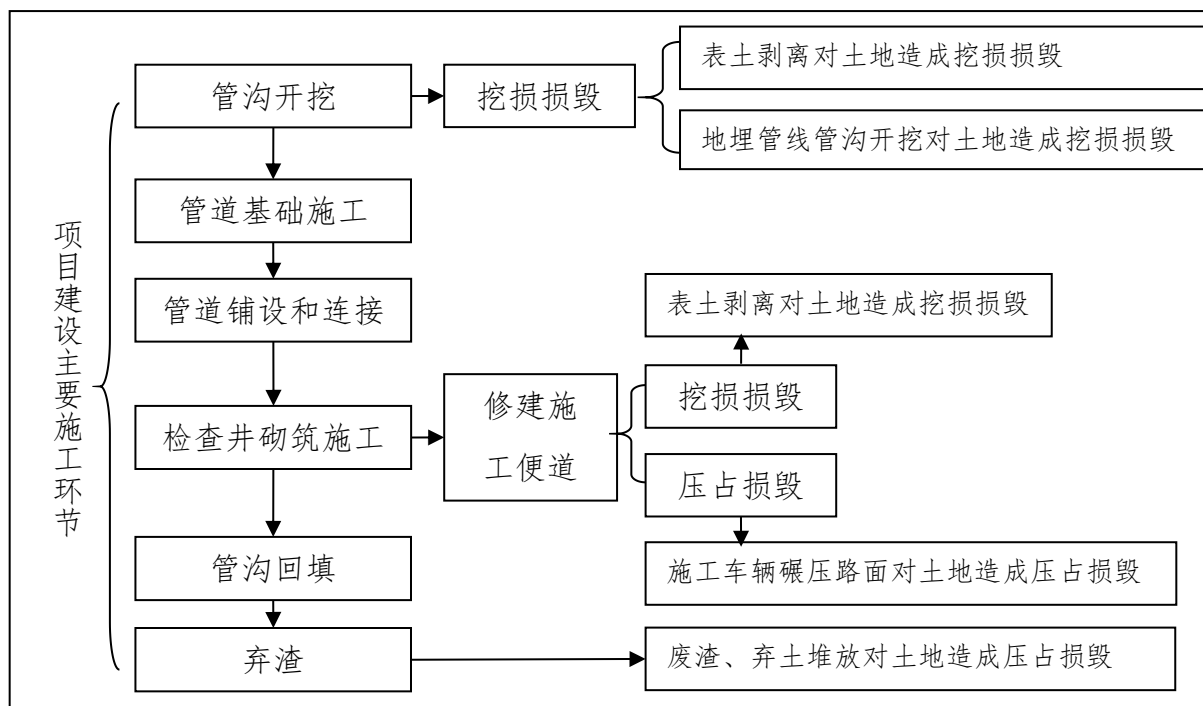 项目建设主要施工环节
管沟开挖
挖损损毁
表土剥离对土地造成挖损损毁
地埋管线管沟开挖对土地造成挖损损毁
管道基础施工
管道铺设和连接
检查井砌筑施工
修建施
工便道
挖损损毁
表土剥离对土地造成挖损损毁
压占损毁
施工车辆碾压路面对土地造成压占损毁
管沟回填
弃渣
废渣、弃土堆放对土地造成压占损毁